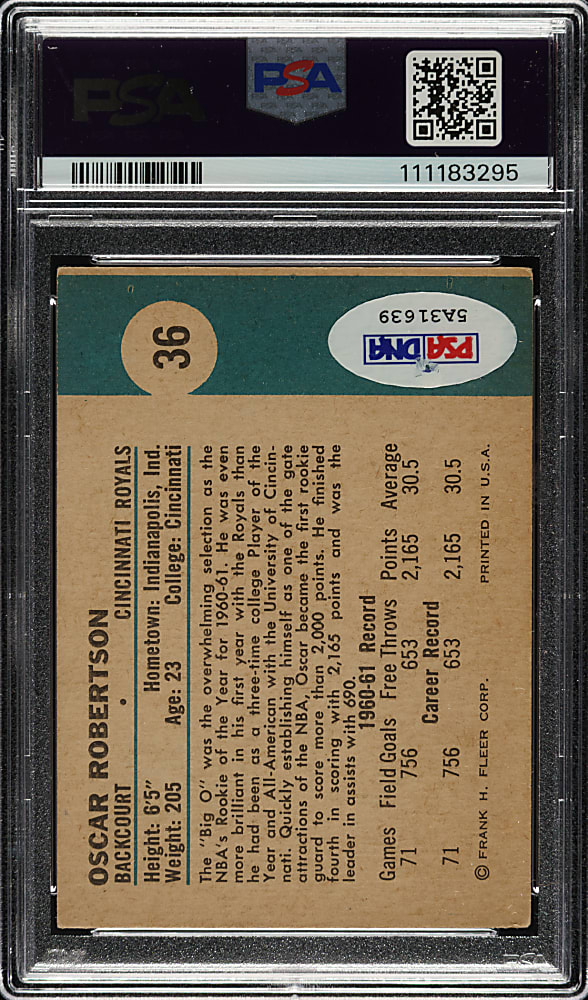 PSA
PSA
111183295
36
5A31639
PSA/DNA
OSCAR ROBERTSON
BACKCOURT • CINCINNATI ROYALS
Height: 6'5" Hometown: Indianapolis, Ind.
Weight: 205 Age: 23 College: Cincinnati
The "Big O" was the overwhelming selection as the
NBA's Rookie of the Year for 1960-61. He was even
more brilliant in his first year with the Royals than
he had been as a three-time college Player of the
Year and All-American with the University of Cincin-
nati. Quickly establishing himself as one of the gate
attractions of the NBA, Oscar became the first rookie
guard to score more than 2,000 points. He finished
fourth in scoring with 2,165 points and was the
leader in assists with 690.
1960-61 Record
Games Field Goals Free Throws Points Average
71 756 653 2,165 30.5
Career Record
71 756 653 2,165 30.5
© FRANK H. FLEER CORP. PRINTED IN U.S.A.